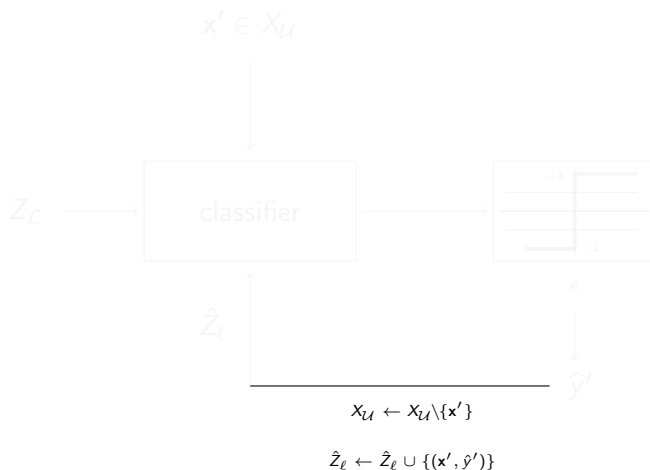 𝐱′ ∈ X_𝒰
+1
Z_ℒ
classifier
-1
θ
Ẑ_ℓ
ŷ′
X_𝒰 ← X_𝒰\{𝐱′}
Ẑ_ℓ ← Ẑ_ℓ ∪ {(𝐱′, ŷ′)}